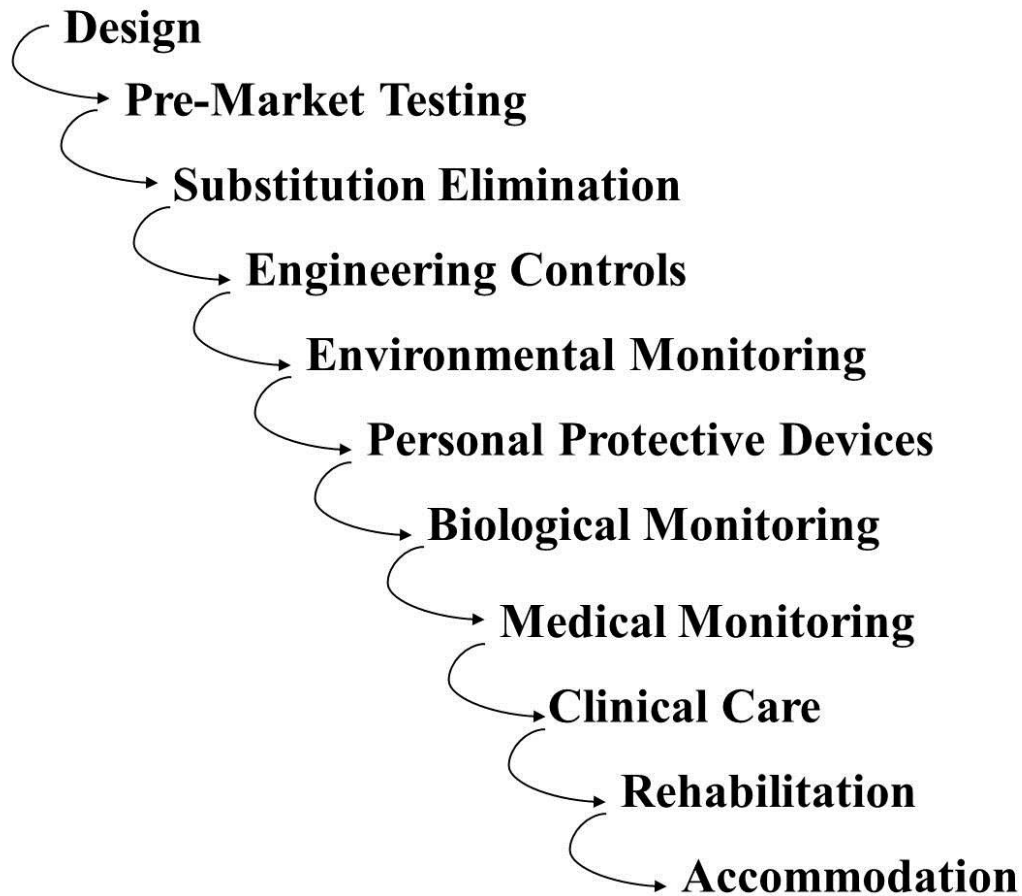 Design
Pre-Market Testing
Substitution Elimination
Engineering Controls
Environmental Monitoring
Personal Protective Devices
Biological Monitoring
Medical Monitoring
Clinical Care
Rehabilitation
Accommodation